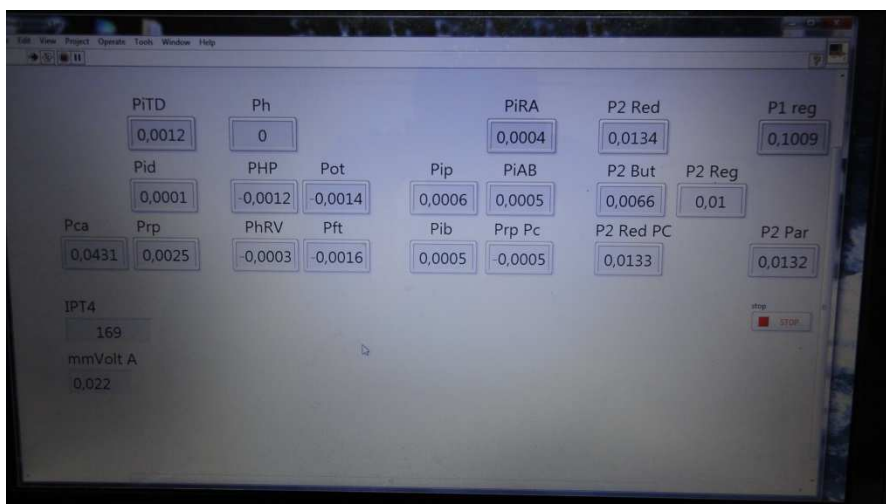 Edit View Project Operate Tools Window Help
PiTD Ph PiRA P2 Red P1 reg
0,0012 0 0,0004 0,0134 0,1009
Pid PHP Pot Pip PiAB P2 But P2 Reg
0,0001 -0,0012 -0,0014 0,0006 0,0005 0,0066 0,01
Pca Prp PhRV Pft Pib Prp Pc P2 Red PC P2 Par
0,0431 0,0025 -0,0003 -0,0016 0,0005 -0,0005 0,0133 0,0132
IPT4 stop
169 STOP
mmVolt A
0,022